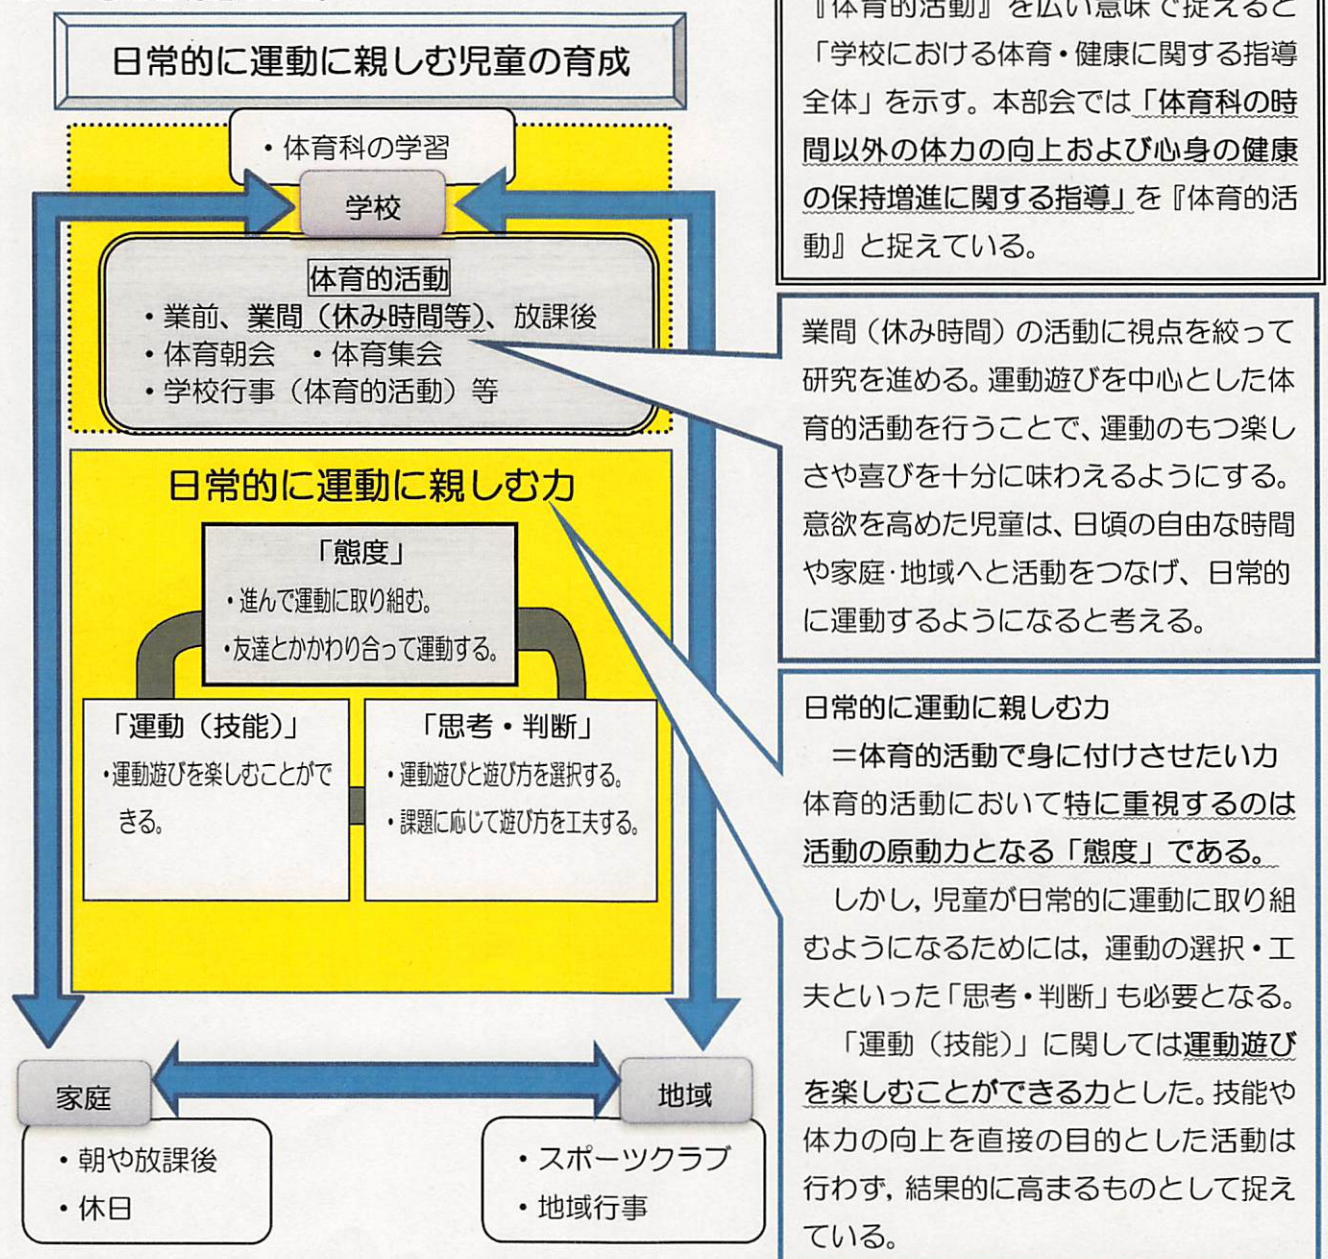 日常的に運動に親しむ児童の育成
・体育科の学習
学校
体育的活動
・業前、業間（休み時間等）、放課後
・体育朝会　・体育集会
・学校行事（体育的活動）等
日常的に運動に親しむ力
「態度」
・進んで運動に取り組む。
・友達とかかわり合って運動する。
「運動（技能）」
・運動遊びを楽しむことがで
きる。
「思考・判断」
・運動遊びと遊び方を選択する。
・課題に応じて遊び方を工夫する。
家庭
・朝や放課後
・休日
地域
・スポーツクラブ
・地域行事
『体育的活動』を広い意味で捉えると
「学校における体育・健康に関する指導
全体」を示す。本部会では「体育科の時
間以外の体力の向上および心身の健康
の保持増進に関する指導」を『体育的活
動』と捉えている。
業間（休み時間）の活動に視点を絞って
研究を進める。運動遊びを中心とした体
育的活動を行うことで、運動のもつ楽し
さや喜びを十分に味わえるようにする。
意欲を高めた児童は、日頃の自由な時間
や家庭・地域へと活動をつなげ、日常的
に運動するようになると考える。
日常的に運動に親しむ力
＝体育的活動で身に付けさせたい力
体育的活動において特に重視するのは
活動の原動力となる「態度」である。
しかし，児童が日常的に運動に取り組
むようになるためには，運動の選択・工
夫といった「思考・判断」も必要となる。
「運動（技能）」に関しては運動遊び
を楽しむことができる力とした。技能や
体力の向上を直接の目的とした活動は
行わず，結果的に高まるものとして捉え
ている。